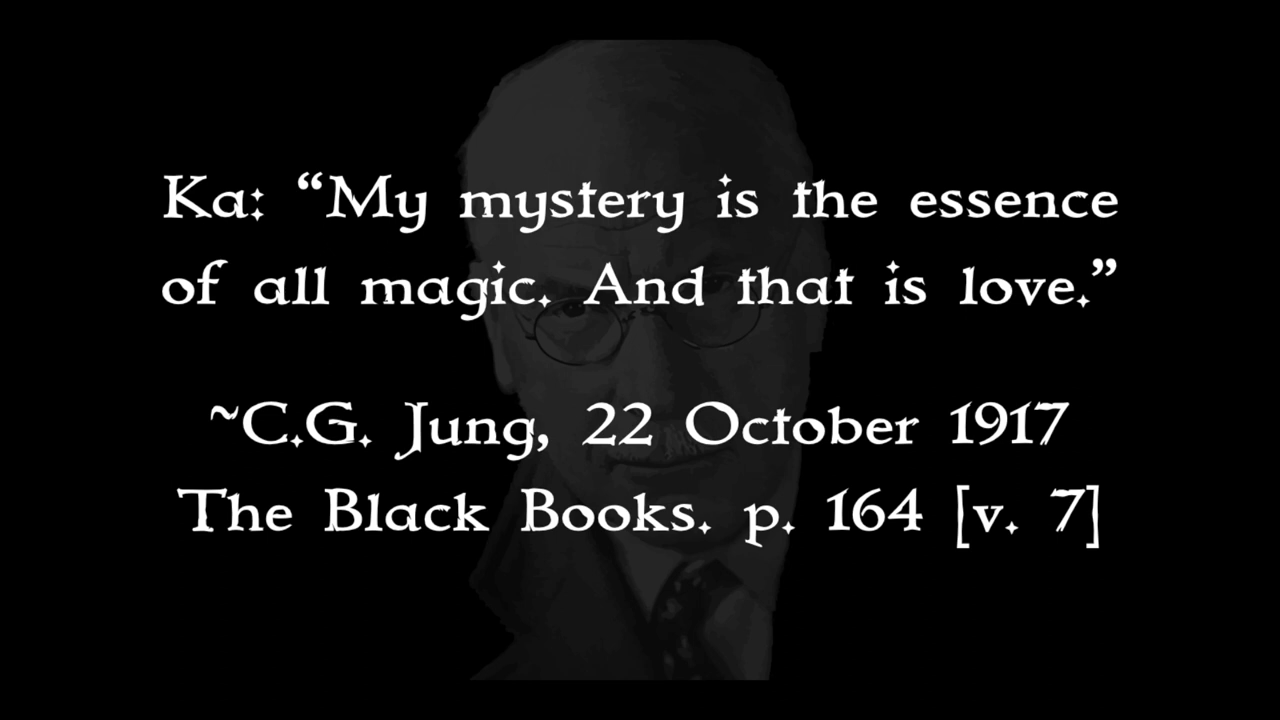 Ka: “My mystery is the essence
of all magic. And that is love.”
~C.G. Jung, 22 October 1917
The Black Books. p. 164 [v. 7]